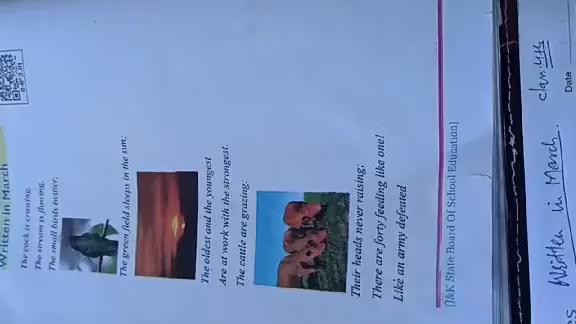 Written in March
The cock is crowing,
The stream is flowing,
The small birds twitter,
The green field sleeps in the sun;
The oldest and the youngest
Are at work with the strongest.
The cattle are grazing;
Their heads never raising;
There are forty feeding like one!
Like an army defeated
[J&K State Board Of School Education]
Written in March.
class 4th
Date